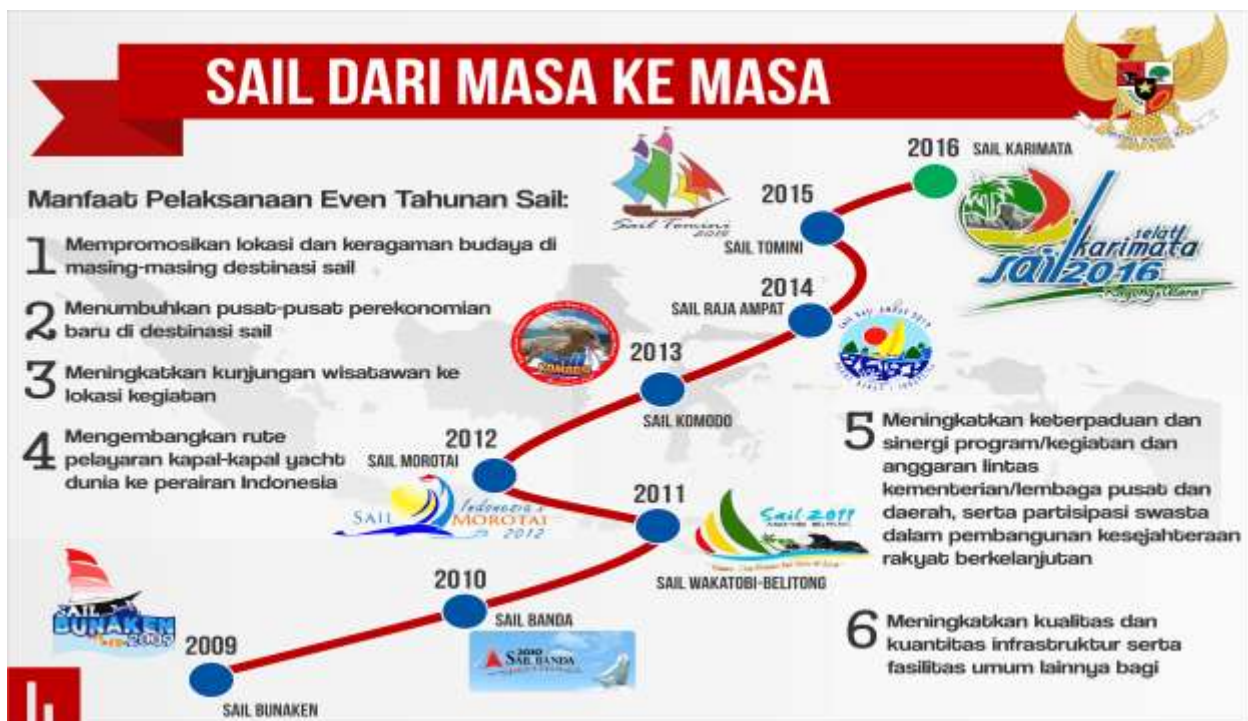 SAIL DARI MASA KE MASA
Manfaat Pelaksanaan Even Tahunan Sail:
1 Mempromosikan lokasi dan keragaman budaya di
masing-masing destinasi sail
2 Menumbuhkan pusat-pusat perekonomian
baru di destinasi sail
3 Meningkatkan kunjungan wisatawan ke
lokasi kegiatan
4 Mengembangkan rute
pelayaran kapal-kapal yacht
dunia ke perairan Indonesia
5 Meningkatkan keterpaduan dan
sinergi program/kegiatan dan
anggaran lintas
kementerian/lembaga pusat dan
daerah, serta partisipasi swasta
dalam pembangunan kesejahteraan
rakyat berkelanjutan
6 Meningkatkan kualitas dan
kuantitas infrastruktur serta
fasilitas umum lainnya bagi
2016 SAIL KARIMATA
selat
karimata
sail 2016
2015
SAIL TOMINI
Sail Tomini
2015
2014
SAIL RAJA AMPAT
2013
SAIL KOMODO
KOMODO
2012
SAIL MOROTAI
SAIL Indonesia's
MOROTAI
2012
2011
SAIL WAKATOBI-BELITONG
Sail 2011
2010
SAIL BANDA
2010
SAIL BANDA
2009
SAIL BUNAKEN
SAIL
BUNAKEN
2009